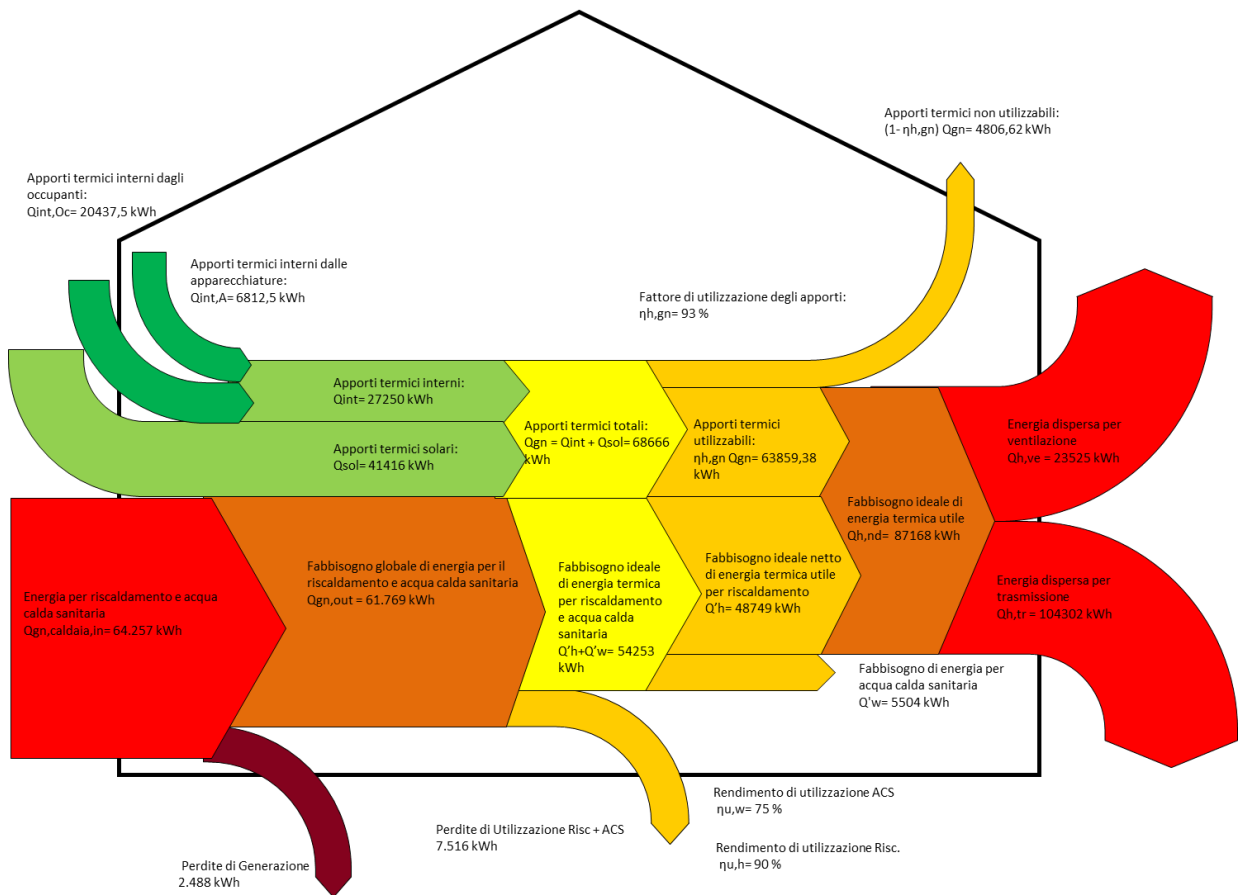 Apporti termici non utilizzabili:
(1- ηh,gn) Qgn= 4806,62 kWh
Apporti termici interni dagli
occupanti:
Qint,Oc= 20437,5 kWh
Apporti termici interni dalle
apparecchiature:
Qint,A= 6812,5 kWh
Fattore di utilizzazione degli apporti:
ηh,gn= 93 %
Apporti termici interni:
Qint= 27250 kWh
Apporti termici solari:
Qsol= 41416 kWh
Apporti termici totali:
Qgn = Qint + Qsol= 68666
kWh
Apporti termici
utilizzabili:
ηh,gn Qgn= 63859,38
kWh
Energia dispersa per
ventilazione
Qh,ve = 23525 kWh
Fabbisogno ideale di
energia termica utile
Qh,nd=  87168 kWh
Energia per riscaldamento e acqua
calda sanitaria
Qgn,caldaia,in= 64.257 kWh
Fabbisogno globale di energia per il
riscaldamento e acqua calda sanitaria
Qgn,out = 61.769 kWh
Fabbisogno ideale
di energia termica
per riscaldamento
e acqua calda
sanitaria
Q'h+Q'w= 54253
kWh
Fabbisogno ideale netto
di energia termica utile
per riscaldamento
Q'h= 48749 kWh
Energia dispersa per
trasmissione
Qh,tr = 104302 kWh
Fabbisogno di energia per
acqua calda sanitaria
Q'w= 5504 kWh
Rendimento di utilizzazione ACS
ηu,w= 75 %
Perdite di Utilizzazione Risc + ACS
7.516 kWh
Rendimento di utilizzazione Risc.
ηu,h= 90 %
Perdite di Generazione
2.488 kWh